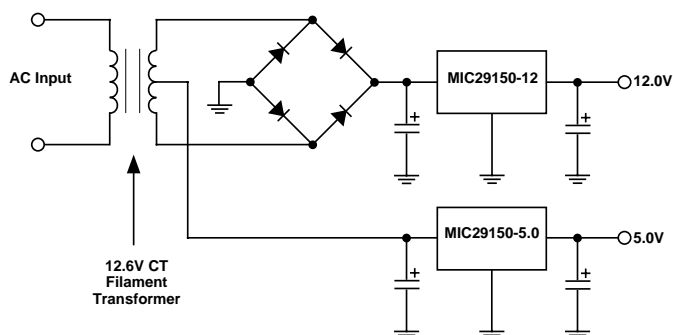 AC Input
MIC29150-12
12.0V
+
+
MIC29150-5.0
5.0V
+
+
12.6V CT
Filament
Transformer